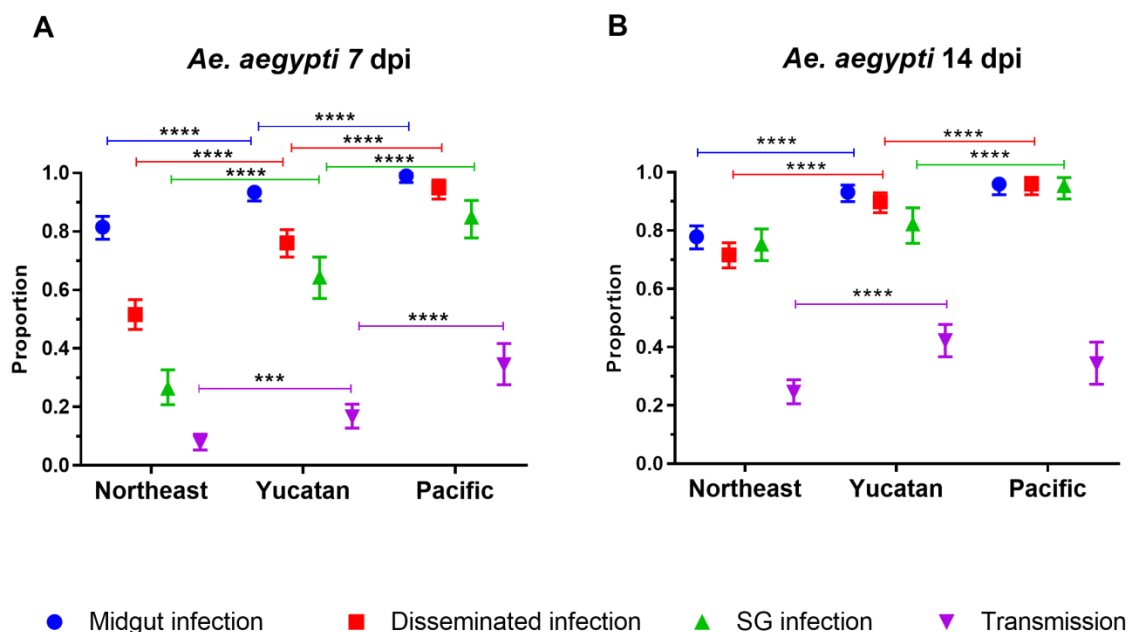 A
Ae. aegypti 7 dpi
**** ****
**** ****
**** ****
****
***
Proportion
1.0
0.8
0.6
0.4
0.2
0.0
Northeast Yucatan Pacific
B
Ae. aegypti 14 dpi
****
**** **** ****
****
Proportion
1.0
0.8
0.6
0.4
0.2
0.0
Northeast Yucatan Pacific
Midgut infection Disseminated infection SG infection Transmission